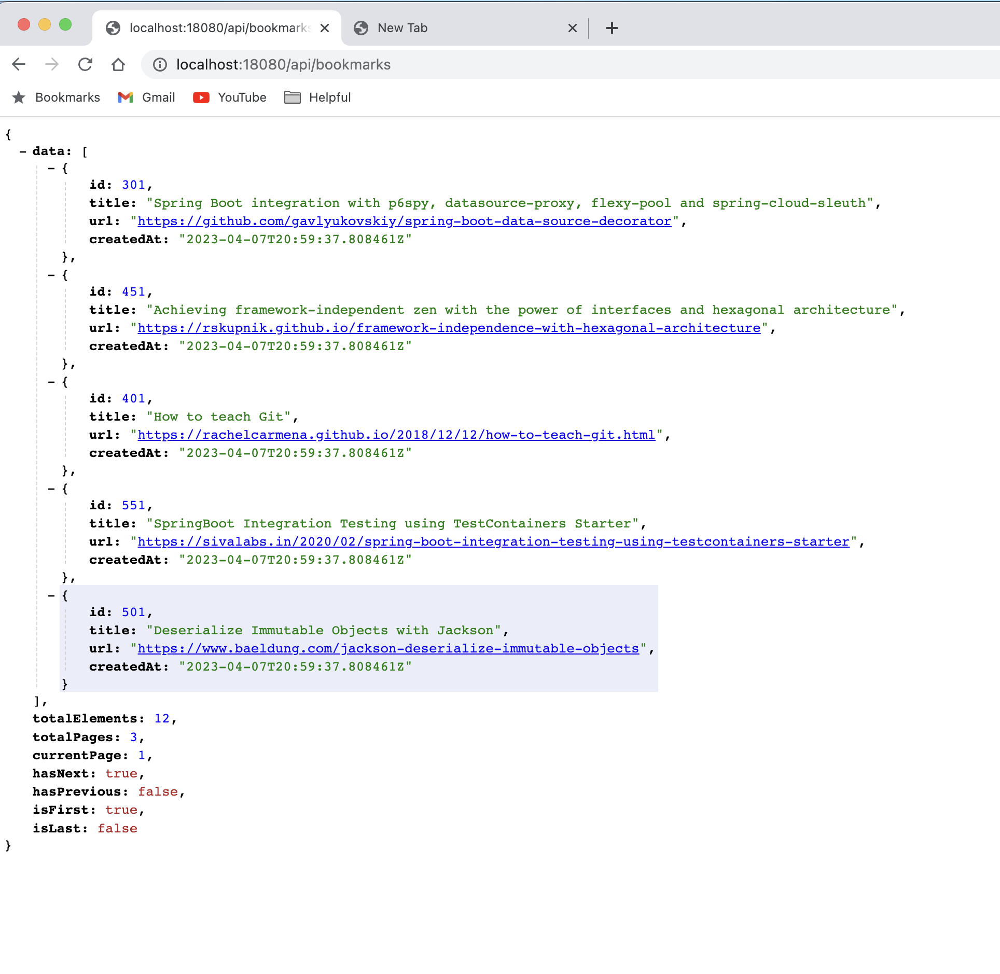 localhost:18080/api/bookmarks
New Tab
localhost:18080/api/bookmarks
Bookmarks Gmail YouTube Helpful
{
- data: [
- {
id: 301,
title: "Spring Boot integration with p6spy, datasource-proxy, flexy-pool and spring-cloud-sleuth",
url: "https://github.com/gavlyukovskiy/spring-boot-data-source-decorator",
createdAt: "2023-04-07T20:59:37.808461Z"
},
- {
id: 451,
title: "Achieving framework-independent zen with the power of interfaces and hexagonal architecture",
url: "https://rskupnik.github.io/framework-independence-with-hexagonal-architecture",
createdAt: "2023-04-07T20:59:37.808461Z"
},
- {
id: 401,
title: "How to teach Git",
url: "https://rachelcarmena.github.io/2018/12/12/how-to-teach-git.html",
createdAt: "2023-04-07T20:59:37.808461Z"
},
- {
id: 551,
title: "SpringBoot Integration Testing using TestContainers Starter",
url: "https://sivalabs.in/2020/02/spring-boot-integration-testing-using-testcontainers-starter",
createdAt: "2023-04-07T20:59:37.808461Z"
},
- {
id: 501,
title: "Deserialize Immutable Objects with Jackson",
url: "https://www.baeldung.com/jackson-deserialize-immutable-objects",
createdAt: "2023-04-07T20:59:37.808461Z"
}
],
totalElements: 12,
totalPages: 3,
currentPage: 1,
hasNext: true,
hasPrevious: false,
isFirst: true,
isLast: false
}